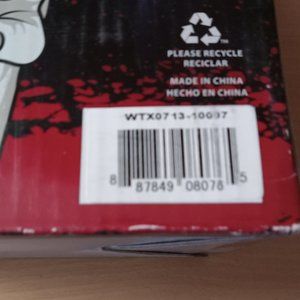 PLEASE RECYCLE
RECICLAR
MADE IN CHINA
HECHO EN CHINA
WTX0713-10037
8 87849 08078 5